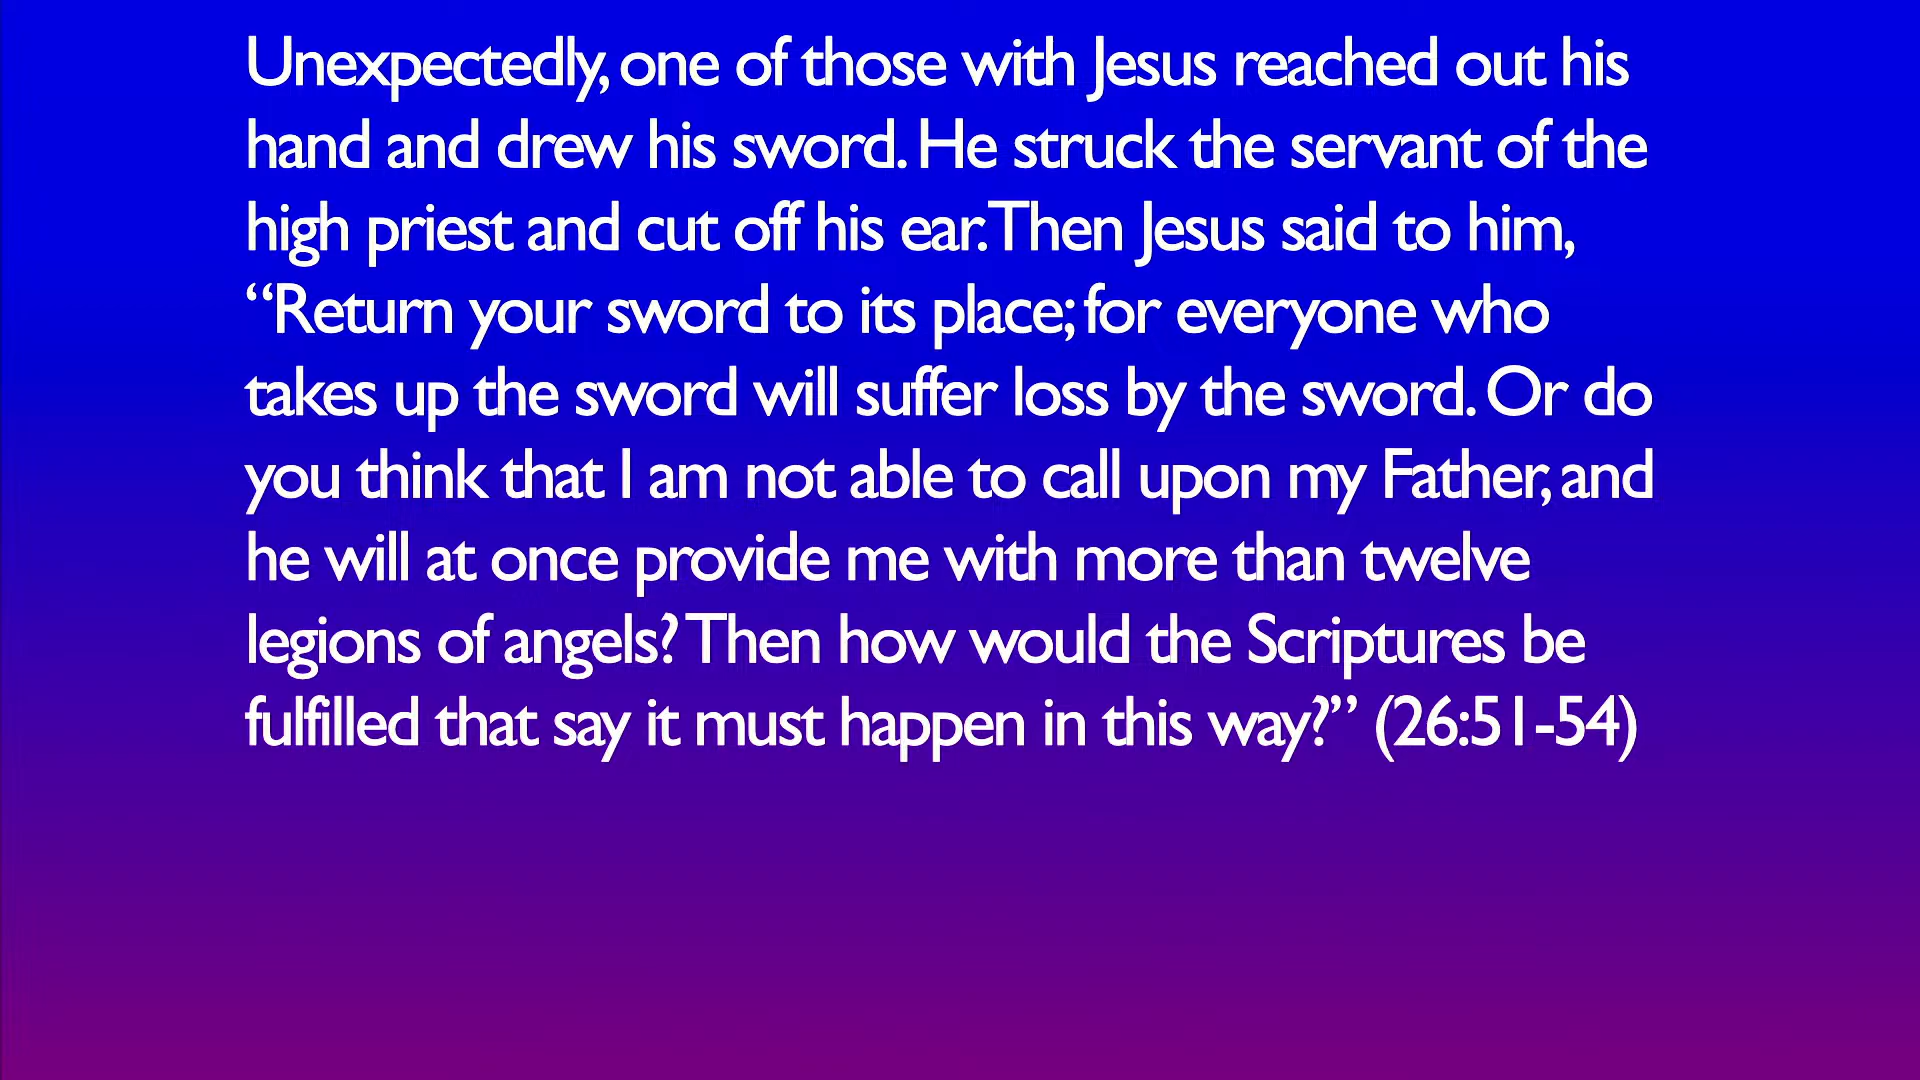 Unexpectedly, one of those with Jesus reached out his
hand and drew his sword. He struck the servant of the
high priest and cut off his ear. Then Jesus said to him,
“Return your sword to its place; for everyone who
takes up the sword will suffer loss by the sword. Or do
you think that I am not able to call upon my Father, and
he will at once provide me with more than twelve
legions of angels? Then how would the Scriptures be
fulfilled that say it must happen in this way?” (26:51-54)